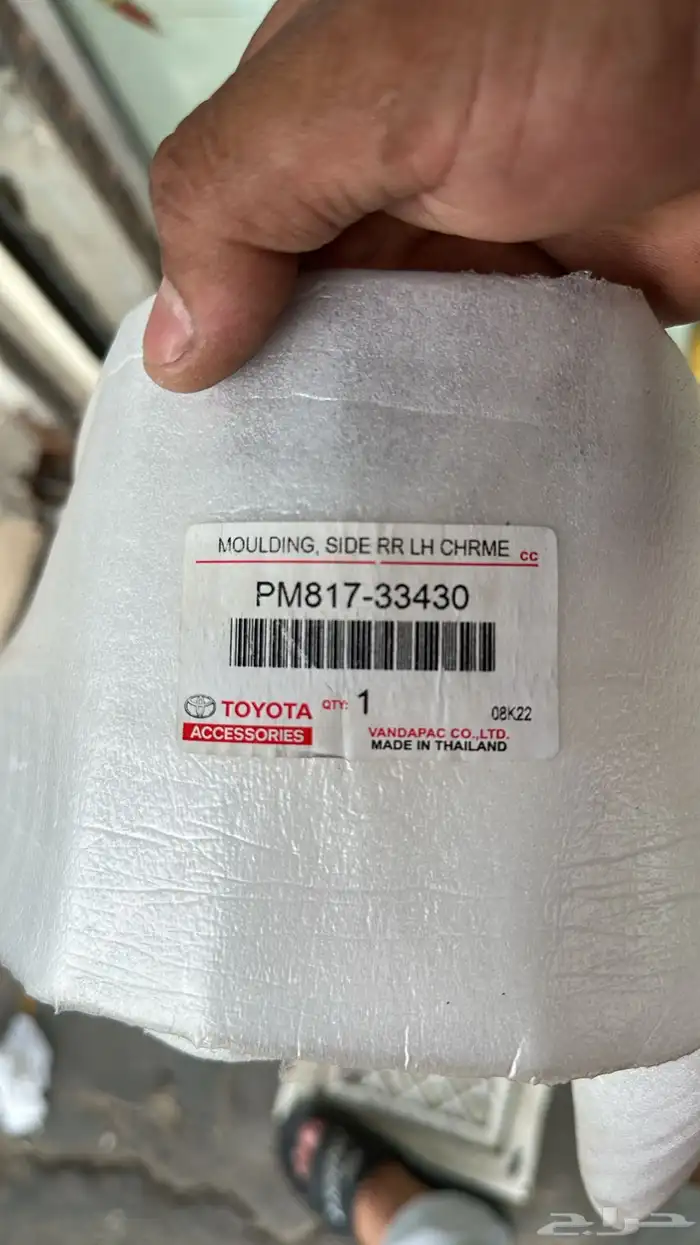 MOULDING, SIDE RR LH CHRME CC
PM817-33430
TOYOTA QTY: 1 08K22
ACCESSORIES
VANDAPAC CO.,LTD.
MADE IN THAILAND
حراج